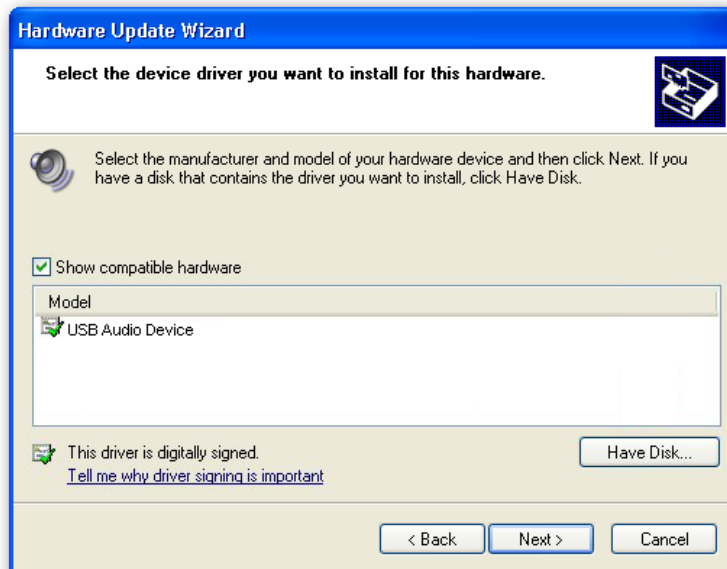 Hardware Update Wizard
Select the device driver you want to install for this hardware.
Select the manufacturer and model of your hardware device and then click Next. If you
have a disk that contains the driver you want to install, click Have Disk.
Show compatible hardware
Model
USB Audio Device
This driver is digitally signed.
Have Disk...
Tell me why driver signing is important
< Back
Next >
Cancel